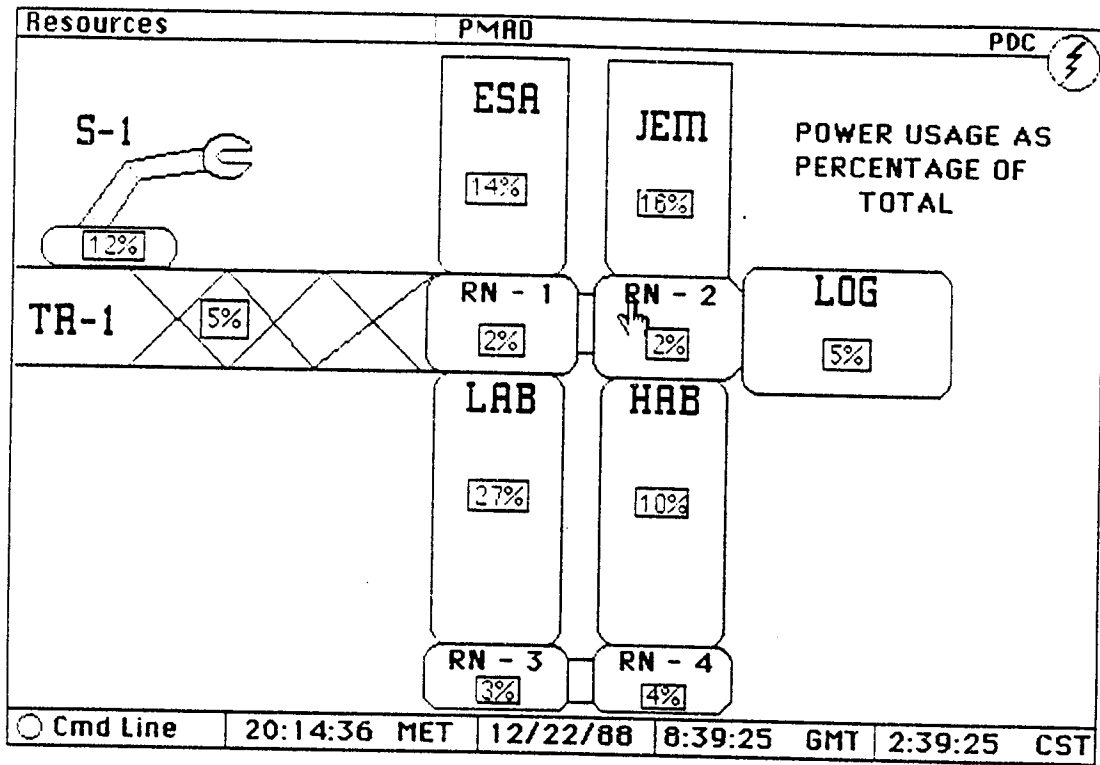 Resources PMAD PDC
S-1
12%
ESA
14%
JEM
16%
POWER USAGE AS
PERCENTAGE OF
TOTAL
TR-1
5%
RN - 1
2%
RN - 2
2%
LOG
5%
LAB
27%
HAB
10%
RN - 3
3%
RN - 4
4%
Cmd Line 20:14:36 MET 12/22/88 8:39:25 GMT 2:39:25 CST